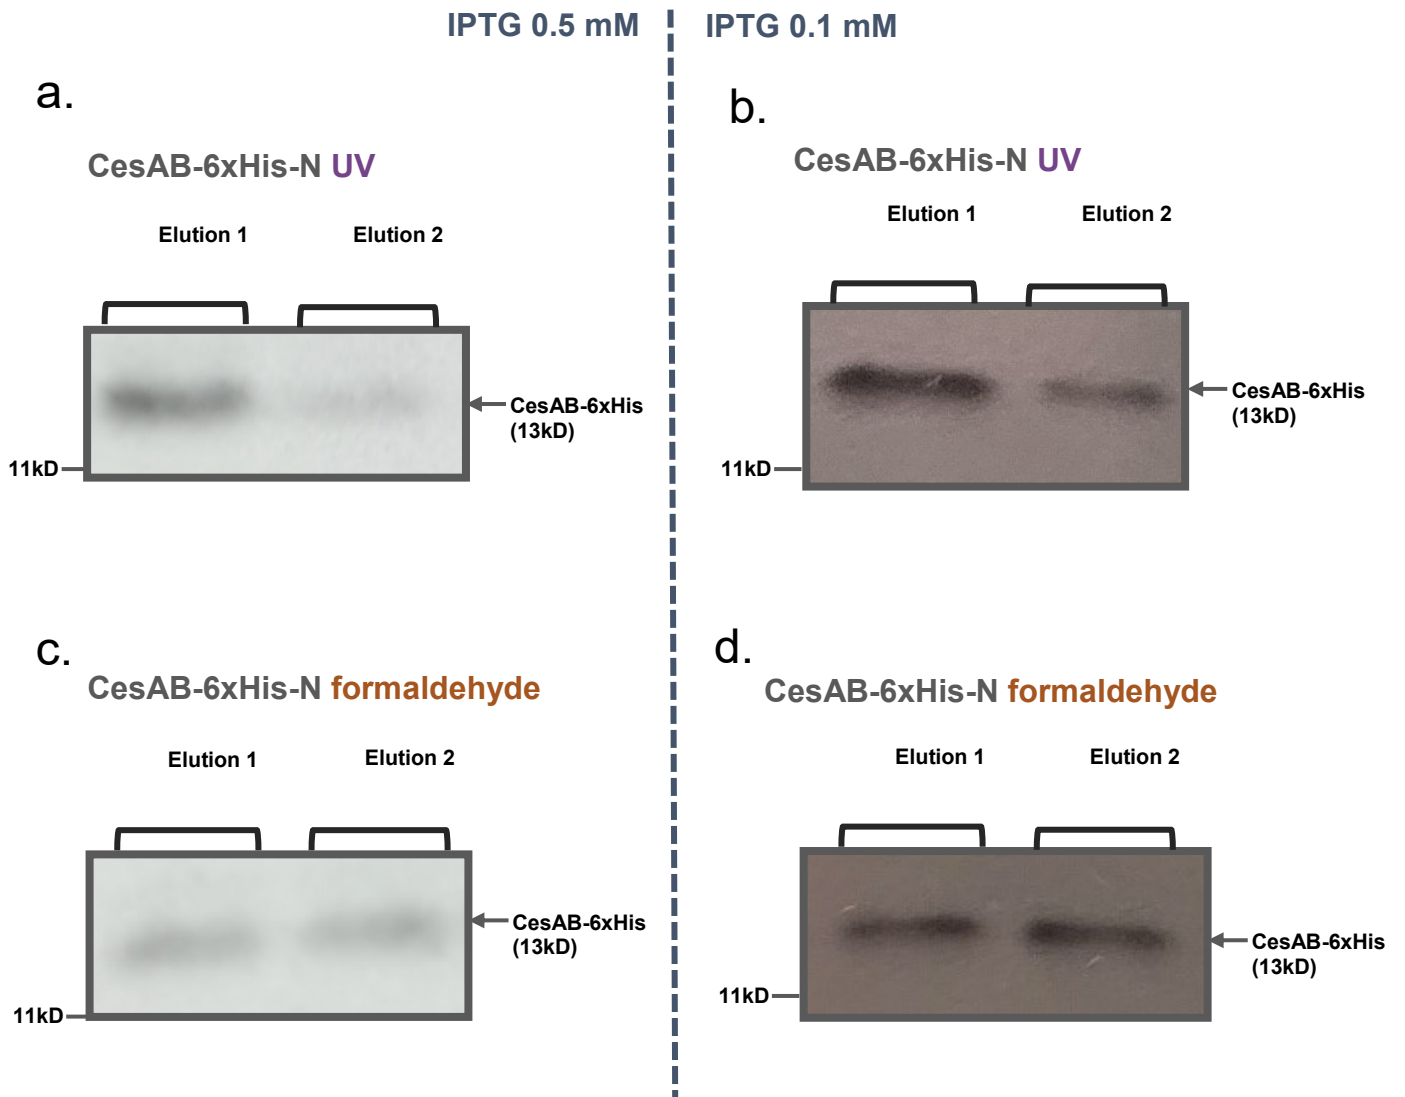 IPTG 0.5 mM
IPTG 0.1 mM
a.
CesAB-6xHis-N UV
Elution 1
Elution 2
CesAB-6xHis
(13kD)
11kD
b.
CesAB-6xHis-N UV
Elution 1
Elution 2
CesAB-6xHis
(13kD)
11kD
c.
CesAB-6xHis-N formaldehyde
Elution 1
Elution 2
CesAB-6xHis
(13kD)
11kD
d.
CesAB-6xHis-N formaldehyde
Elution 1
Elution 2
CesAB-6xHis
(13kD)
11kD